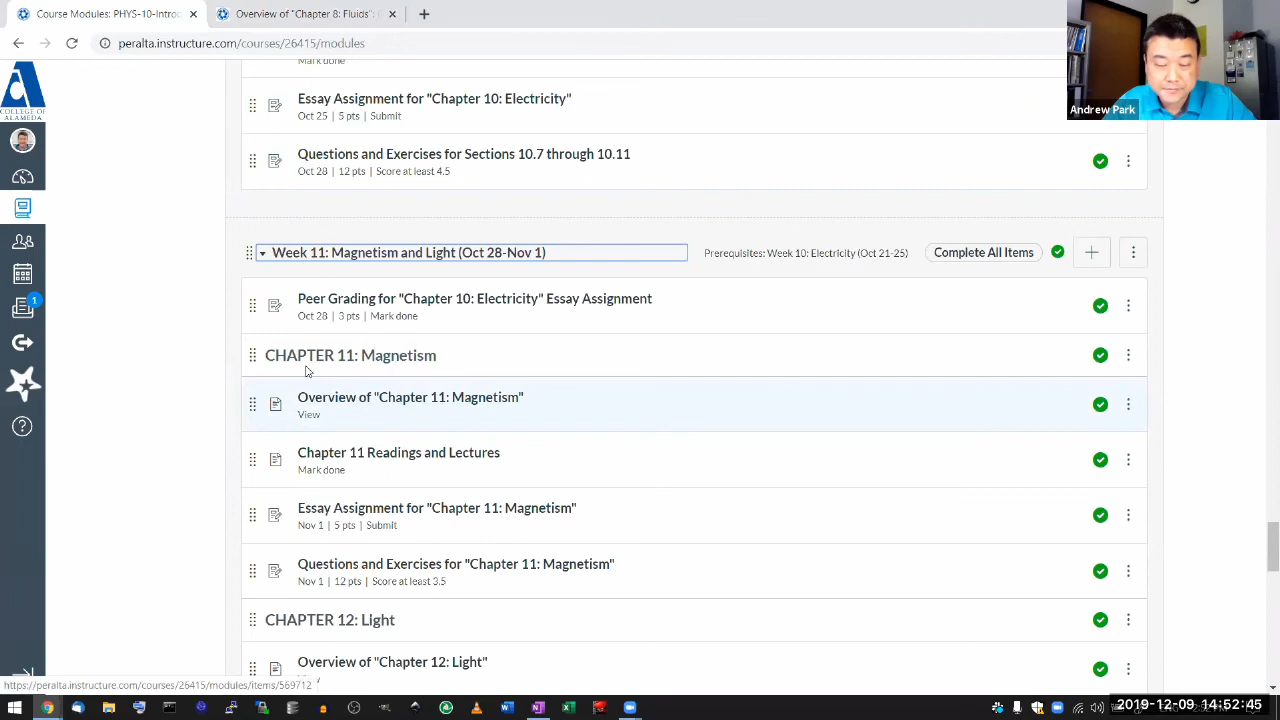 Course Modules: PHYS-10-Introd
Overview of "Chapter 8: Fluids":
peralta.instructure.com/courses/26415/modules
Andrew Park
COLLEGE OF
ALAMEDA
Mark done
Essay Assignment for "Chapter 10: Electricity"
Oct 25 | 5 pts | Submit
Questions and Exercises for Sections 10.7 through 10.11
Oct 28 | 12 pts | Score at least 4.5
Week 11: Magnetism and Light (Oct 28-Nov 1)
Prerequisites: Week 10: Electricity (Oct 21-25)
Complete All Items
1
Peer Grading for "Chapter 10: Electricity" Essay Assignment
Oct 28 | 3 pts | Mark done
CHAPTER 11: Magnetism
Overview of "Chapter 11: Magnetism"
View
Chapter 11 Readings and Lectures
Mark done
Essay Assignment for "Chapter 11: Magnetism"
Nov 1 | 5 pts | Submit
Questions and Exercises for "Chapter 11: Magnetism"
Nov 1 | 12 pts | Score at least 3.5
CHAPTER 12: Light
Overview of "Chapter 12: Light"
https://peralta.instructure.com/courses/26415/modules/items/569712
2019-12-09 14:52:45